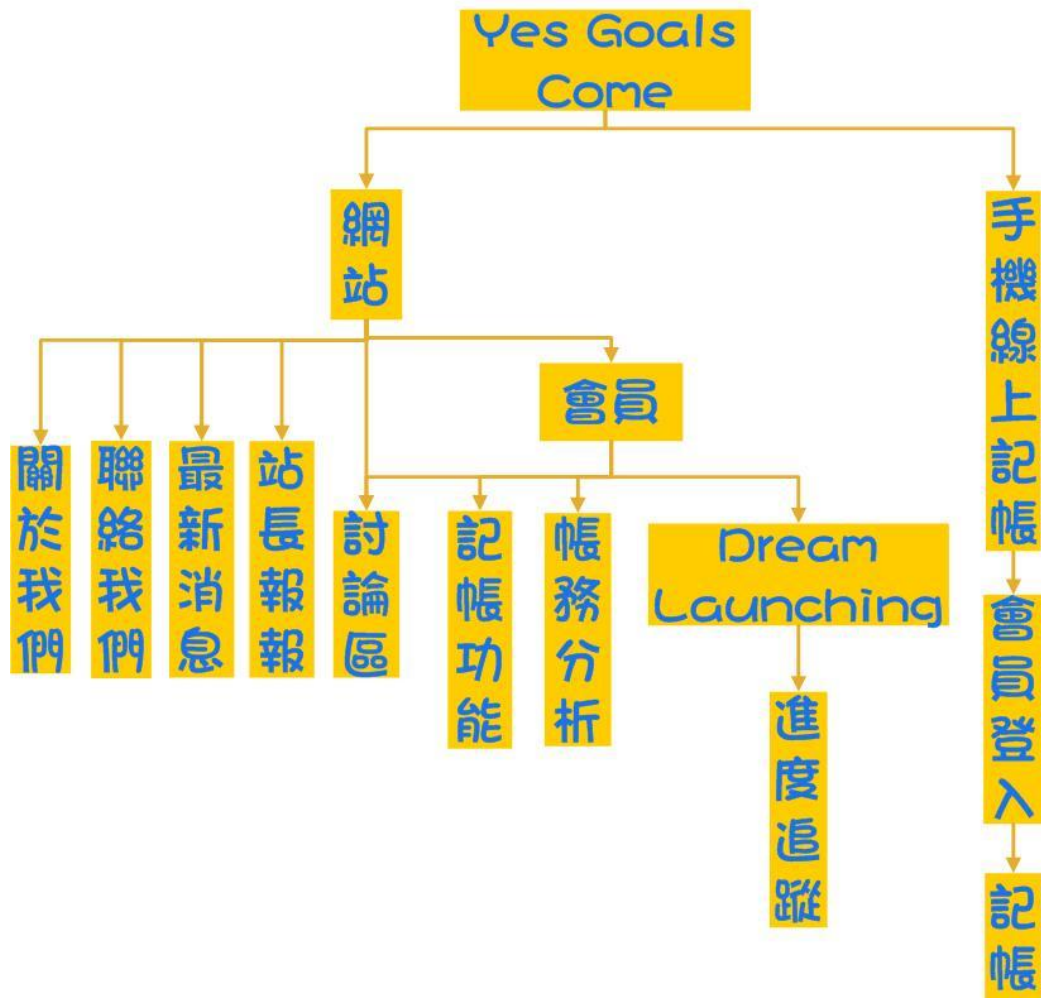 Yes Goals
Come
網站
手機線上記帳
會員
關於我們
聯絡我們
最新消息
站長報報
討論區
記帳功能
帳務分析
Dream
Launching
會員登入
進度追蹤
記帳